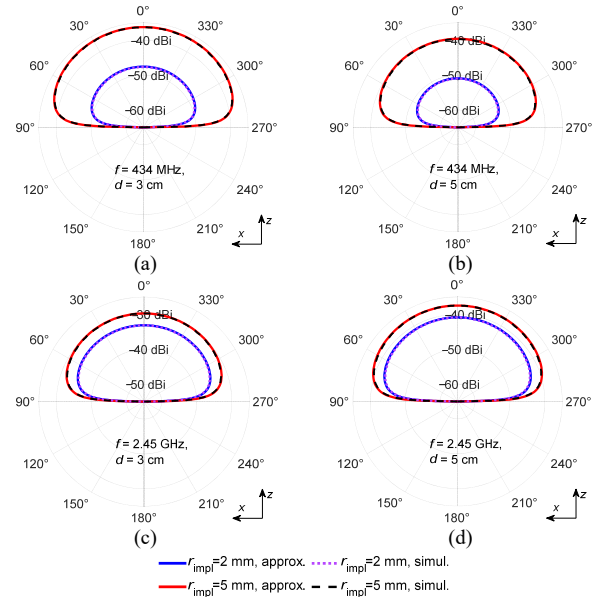 0°
30°
330°
−40 dBi
60°
300°
−50 dBi
−60 dBi
90°
270°
f = 434 MHz,
d = 3 cm
120°
240°
150°
210°
180°
x
z
(a)
0°
30°
330°
−40 dBi
60°
300°
−50 dBi
−60 dBi
90°
270°
f = 434 MHz,
d = 5 cm
120°
240°
150°
210°
180°
x
z
(b)
0°
30°
330°
−30 dBi
60°
300°
−40 dBi
−50 dBi
90°
270°
f = 2.45 GHz,
d = 3 cm
120°
240°
150°
210°
180°
x
z
(c)
0°
30°
330°
−40 dBi
60°
300°
−50 dBi
−60 dBi
90°
270°
f = 2.45 GHz,
d = 5 cm
120°
240°
150°
210°
180°
x
z
(d)
r_impl=2 mm, approx. r_impl=2 mm, simul.
r_impl=5 mm, approx. r_impl=5 mm, simul.